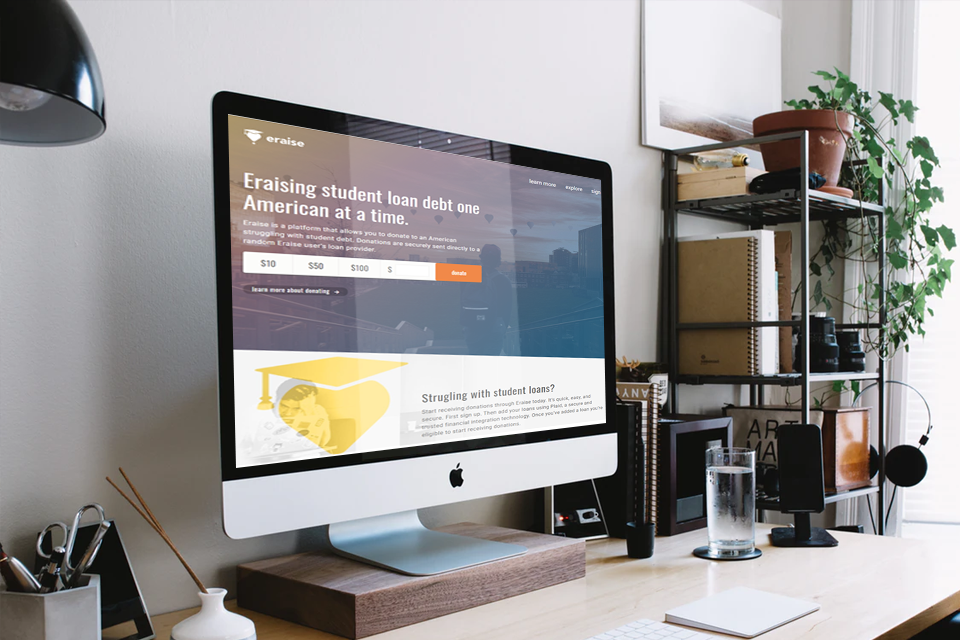 eraise
learn more explore sign
Eraising student loan debt one
American at a time.
Eraise is a platform that allows you to donate to an American
struggling with student debt. Donations are securely sent directly to a
random Eraise user's loan provider.
$10 $50 $100 $ donate
learn more about donating →
Strugling with student loans?
Start receiving donations through Eraise today. It's quick, easy, and
secure. First sign up. Then add your loans using Plaid, a secure and
trusted financial integration technology. Once you've added a loan you're
eligible to start receiving donations.
ANY
ART
MA